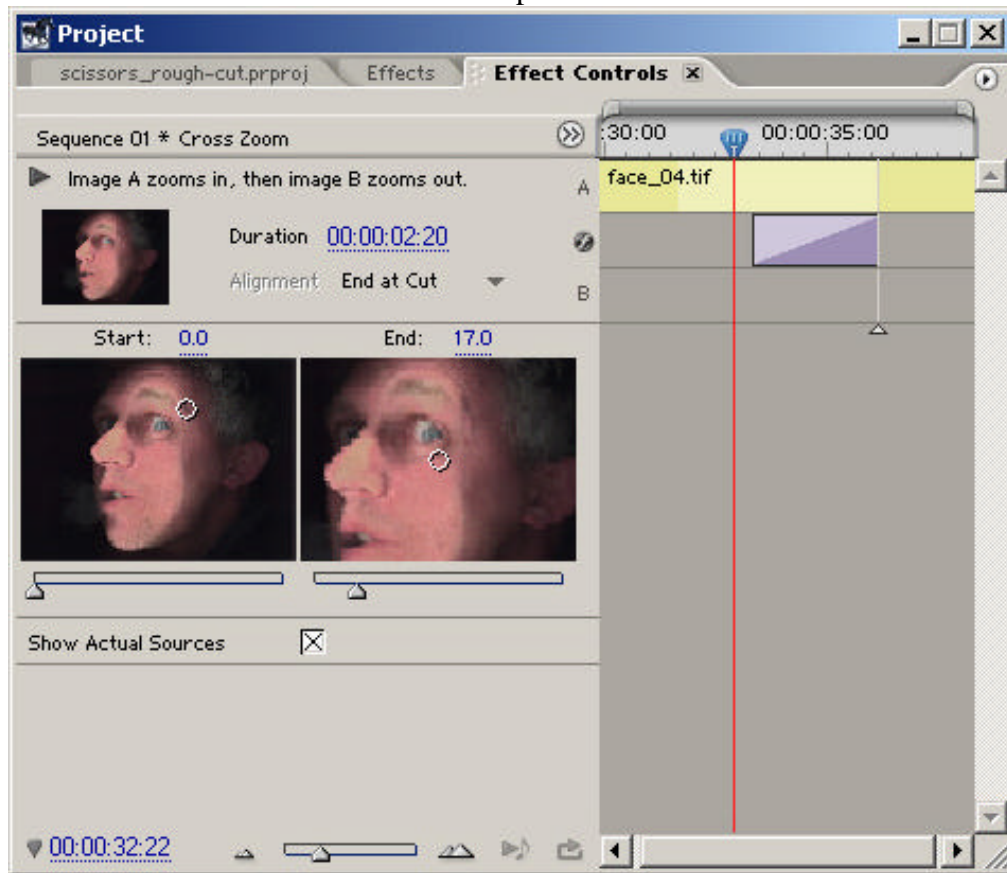 Project
scissors_rough-cut.prproj Effects Effect Controls
Sequence 01 * Cross Zoom :30:00 00:00:35:00
Image A zooms in, then image B zooms out. A face_04.tif
Duration 00:00:02:20
Alignment End at Cut B
Start: 0.0 End: 17.0
Show Actual Sources
00:00:32:22